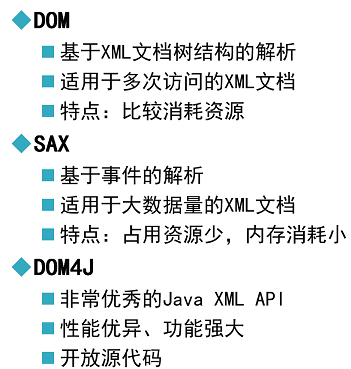 DOM
基于XML文档树结构的解析
适用于多次访问的XML文档
特点：比较消耗资源
SAX
基于事件的解析
适用于大数据量的XML文档
特点：占用资源少，内存消耗小
DOM4J
非常优秀的Java XML API
性能优异、功能强大
开放源代码